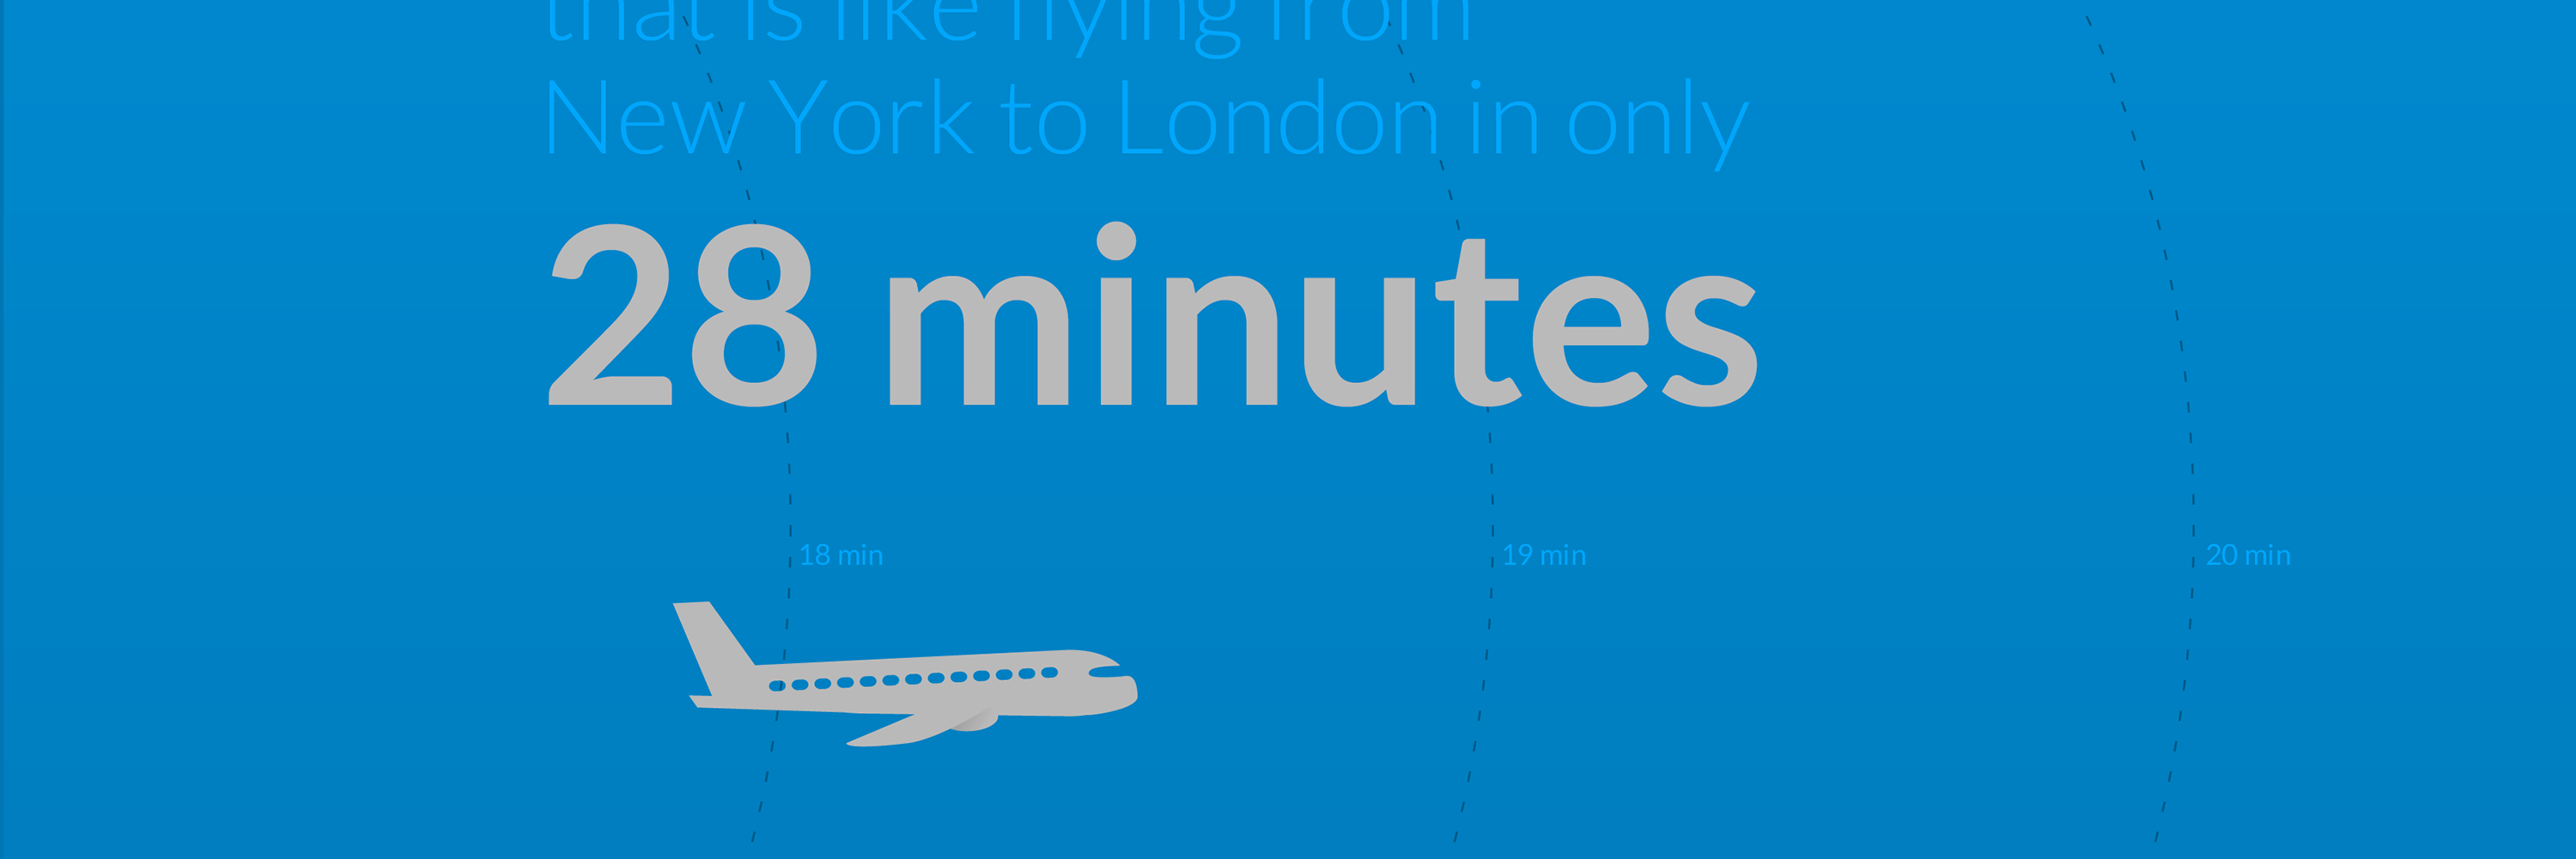 that is like flying from
New York to London in only
28 minutes
18 min
19 min
20 min